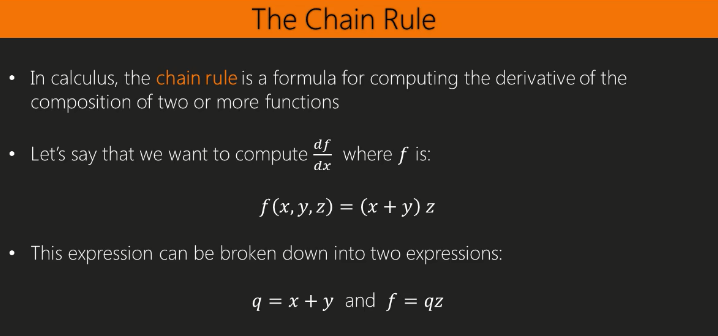 The Chain Rule
• In calculus, the chain rule is a formula for computing the derivative of the
composition of two or more functions
• Let's say that we want to compute df/dx where f is:
f(x, y, z) = (x + y) z
• This expression can be broken down into two expressions:
q = x + y and f = qz